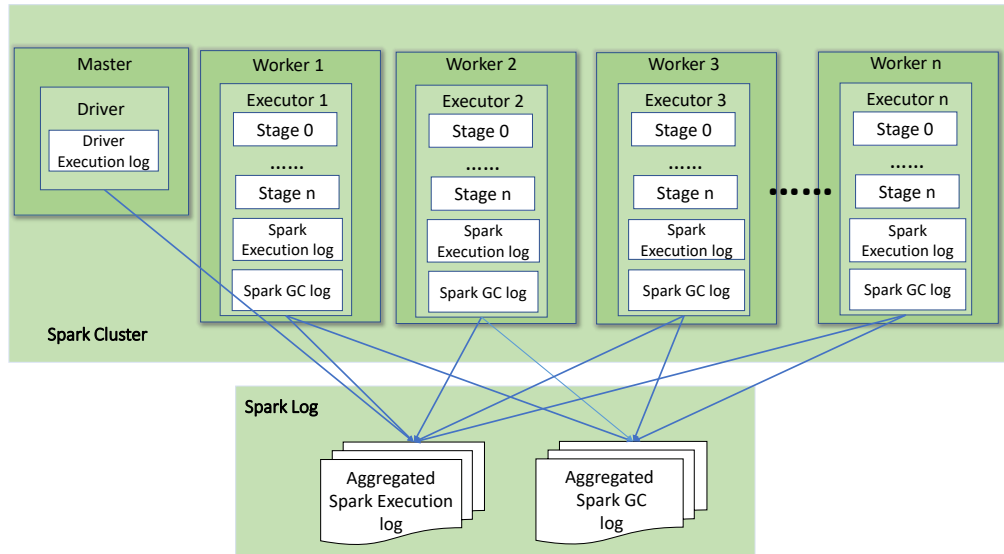 Master
Driver
Driver
Execution log
Worker 1
Executor 1
Stage 0
......
Stage n
Spark
Execution log
Spark GC log
Worker 2
Executor 2
Stage 0
......
Stage n
Spark
Execution log
Spark GC log
Worker 3
Executor 3
Stage 0
......
Stage n
Spark
Execution log
Spark GC log
......
Worker n
Executor n
Stage 0
......
Stage n
Spark
Execution log
Spark GC log
Spark Cluster
Spark Log
Aggregated
Spark Execution
log
Aggregated
Spark GC
log